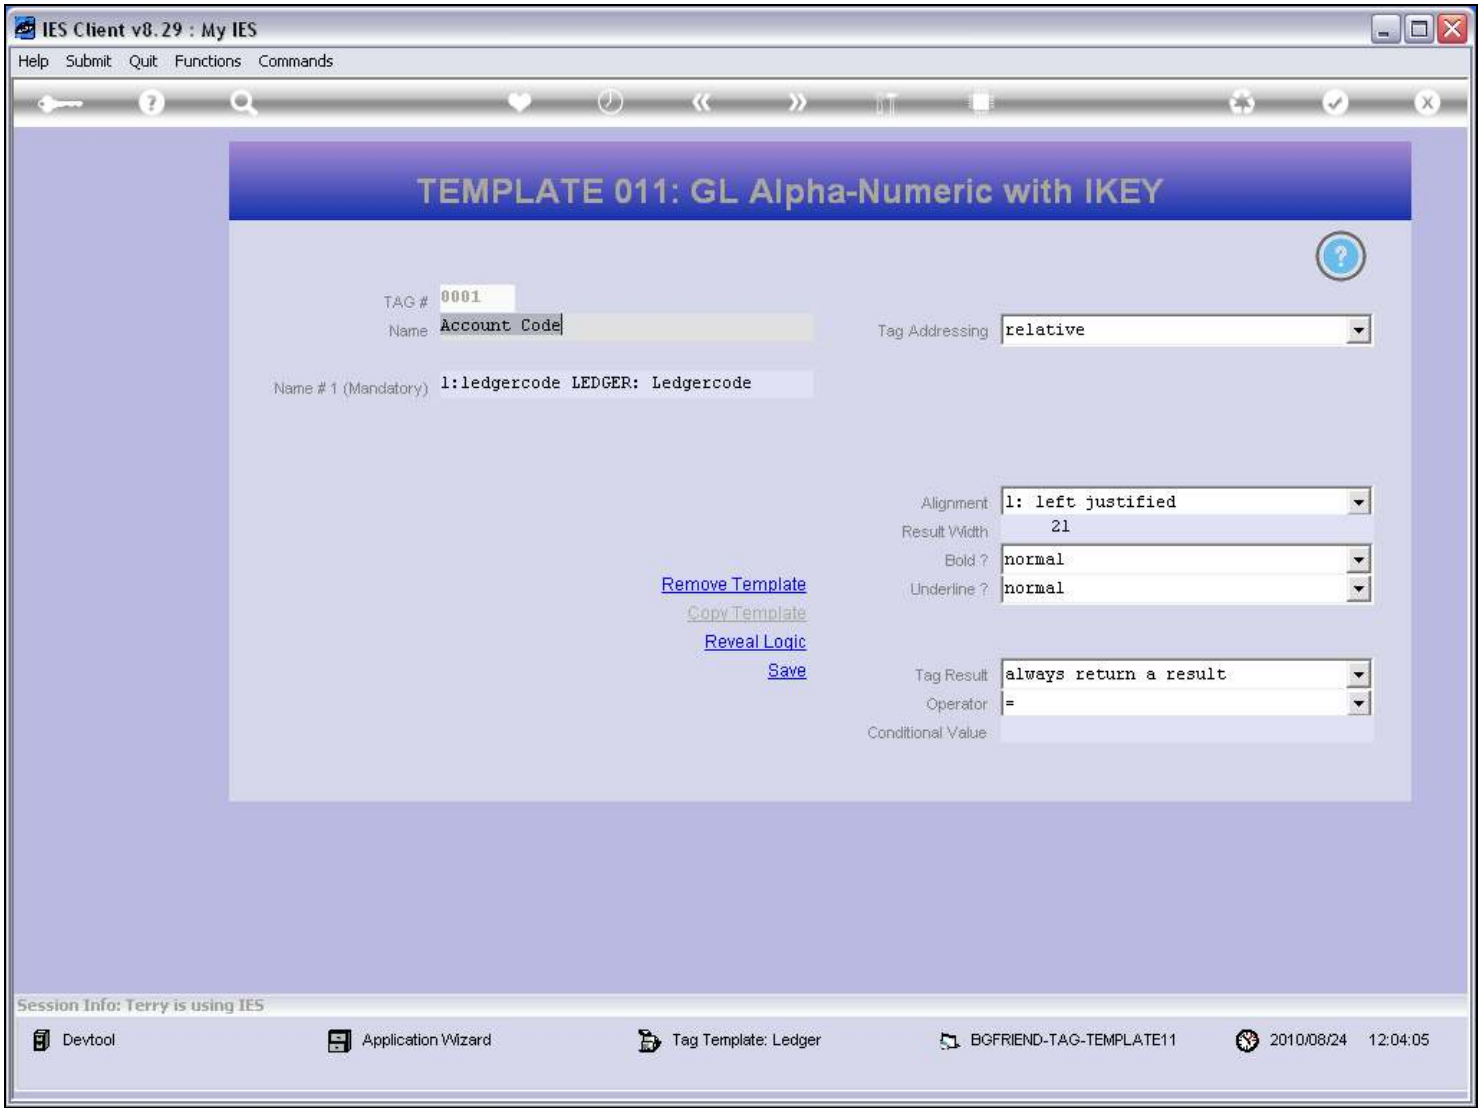 IES Client v8.29 : My IES
Help Submit Quit Functions Commands
TEMPLATE 011: GL Alpha-Numeric with IKEY
TAG # 0001
Name Account Code
Tag Addressing relative
Name # 1 (Mandatory) l:ledgercode LEDGER: Ledgercode
Alignment l: left justified
Result Width 21
Bold ? normal
Remove Template
Underline ? normal
Copy Template
Reveal Logic
Save
Tag Result always return a result
Operator =
Conditional Value
Session Info: Terry is using IES
Devtool Application Wizard Tag Template: Ledger BGFRIEND-TAG-TEMPLATE11 2010/08/24 12:04:05